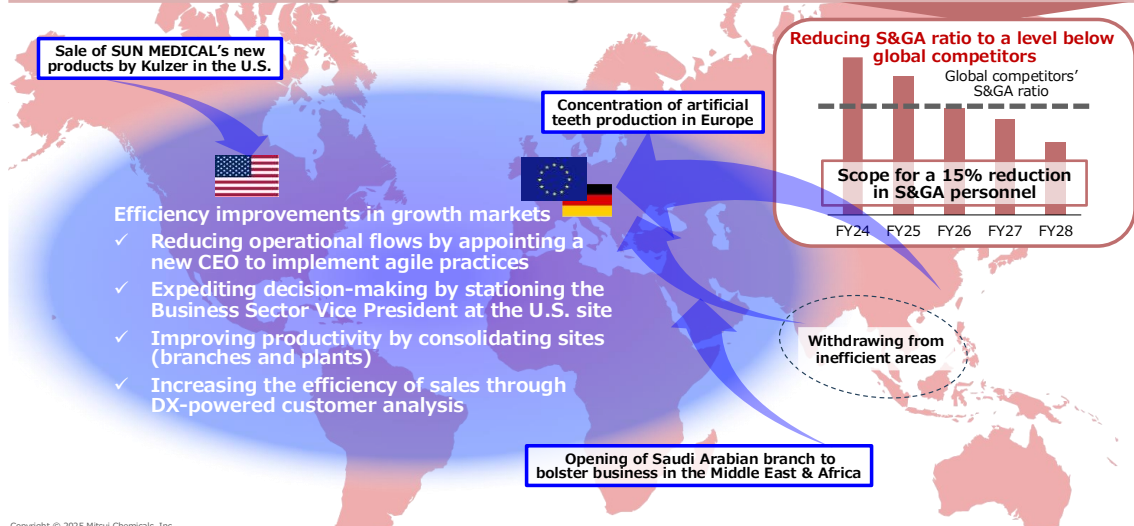 Sale of SUN MEDICAL's new
products by Kulzer in the U.S.
Concentration of artificial
teeth production in Europe
Reducing S&GA ratio to a level below
global competitors
Global competitors'
S&GA ratio
Scope for a 15% reduction
in S&GA personnel
FY24 FY25 FY26 FY27 FY28
Efficiency improvements in growth markets
✓ Reducing operational flows by appointing a
new CEO to implement agile practices
✓ Expediting decision-making by stationing the
Business Sector Vice President at the U.S. site
✓ Improving productivity by consolidating sites
(branches and plants)
✓ Increasing the efficiency of sales through
DX-powered customer analysis
Withdrawing from
inefficient areas
Opening of Saudi Arabian branch to
bolster business in the Middle East & Africa
Copyright © 2025 Mitsui Chemicals, Inc.